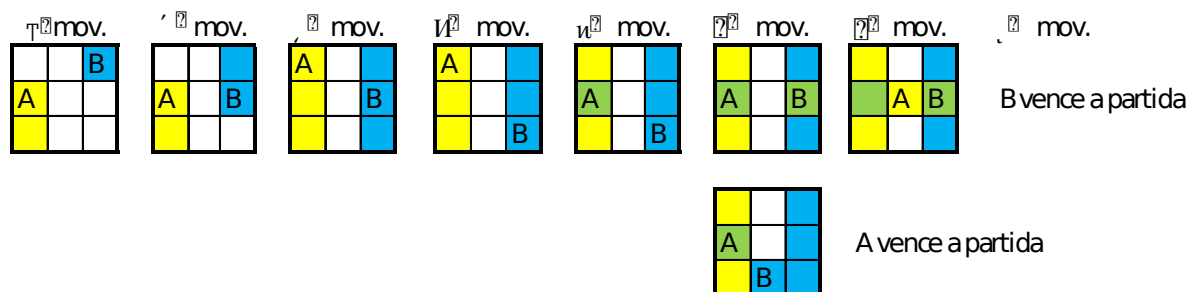 mov. mov. mov. mov. mov. mov. mov. mov.
B
A A B A B A A B A A B A B B vence a partida
B B
A A vence a partida
B